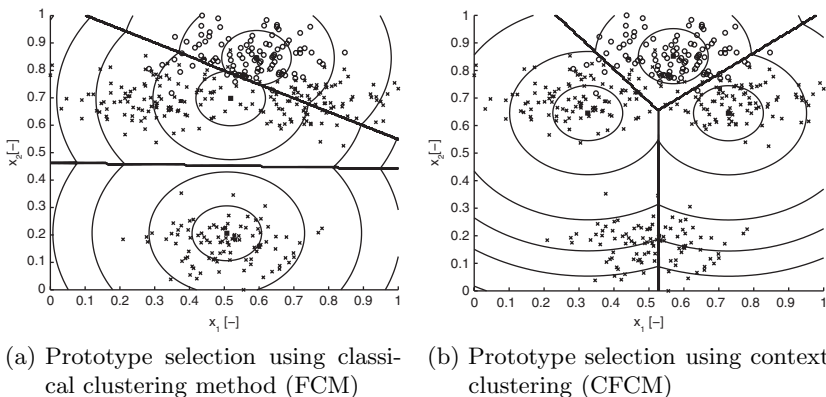 1
0.9
0.8
0.7
0.6
0.5
0.4
0.3
0.2
0.1
0
x2[–]
0 0.1 0.2 0.3 0.4 0.5 0.6 0.7 0.8 0.9 1
x1 [–]
1
0.9
0.8
0.7
0.6
0.5
0.4
0.3
0.2
0.1
0
x2[–]
0 0.1 0.2 0.3 0.4 0.5 0.6 0.7 0.8 0.9 1
x1 [–]
(a) Prototype selection using classi-
cal clustering method (FCM)
(b) Prototype selection using context
clustering (CFCM)